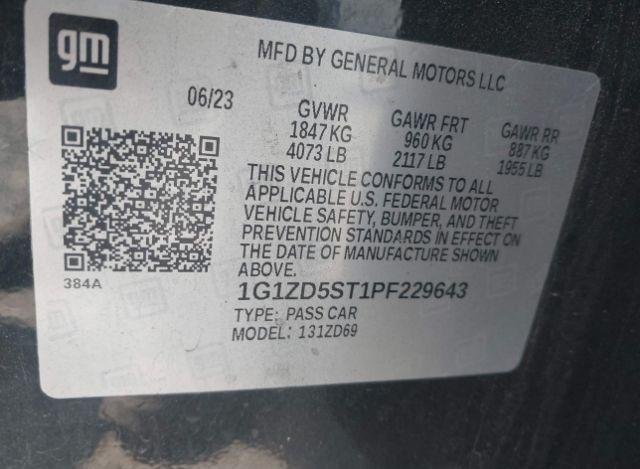 gm
MFD BY GENERAL MOTORS LLC
06/23
GVWR
1847 KG
4073 LB
GAWR FRT
960 KG
2117 LB
GAWR RR
887 KG
1955 LB
THIS VEHICLE CONFORMS TO ALL
APPLICABLE U.S. FEDERAL MOTOR
VEHICLE SAFETY, BUMPER, AND THEFT
PREVENTION STANDARDS IN EFFECT ON
THE DATE OF MANUFACTURE SHOWN
ABOVE.
384A
1G1ZD5ST1PF229643
TYPE: PASS CAR
MODEL: 131ZD69